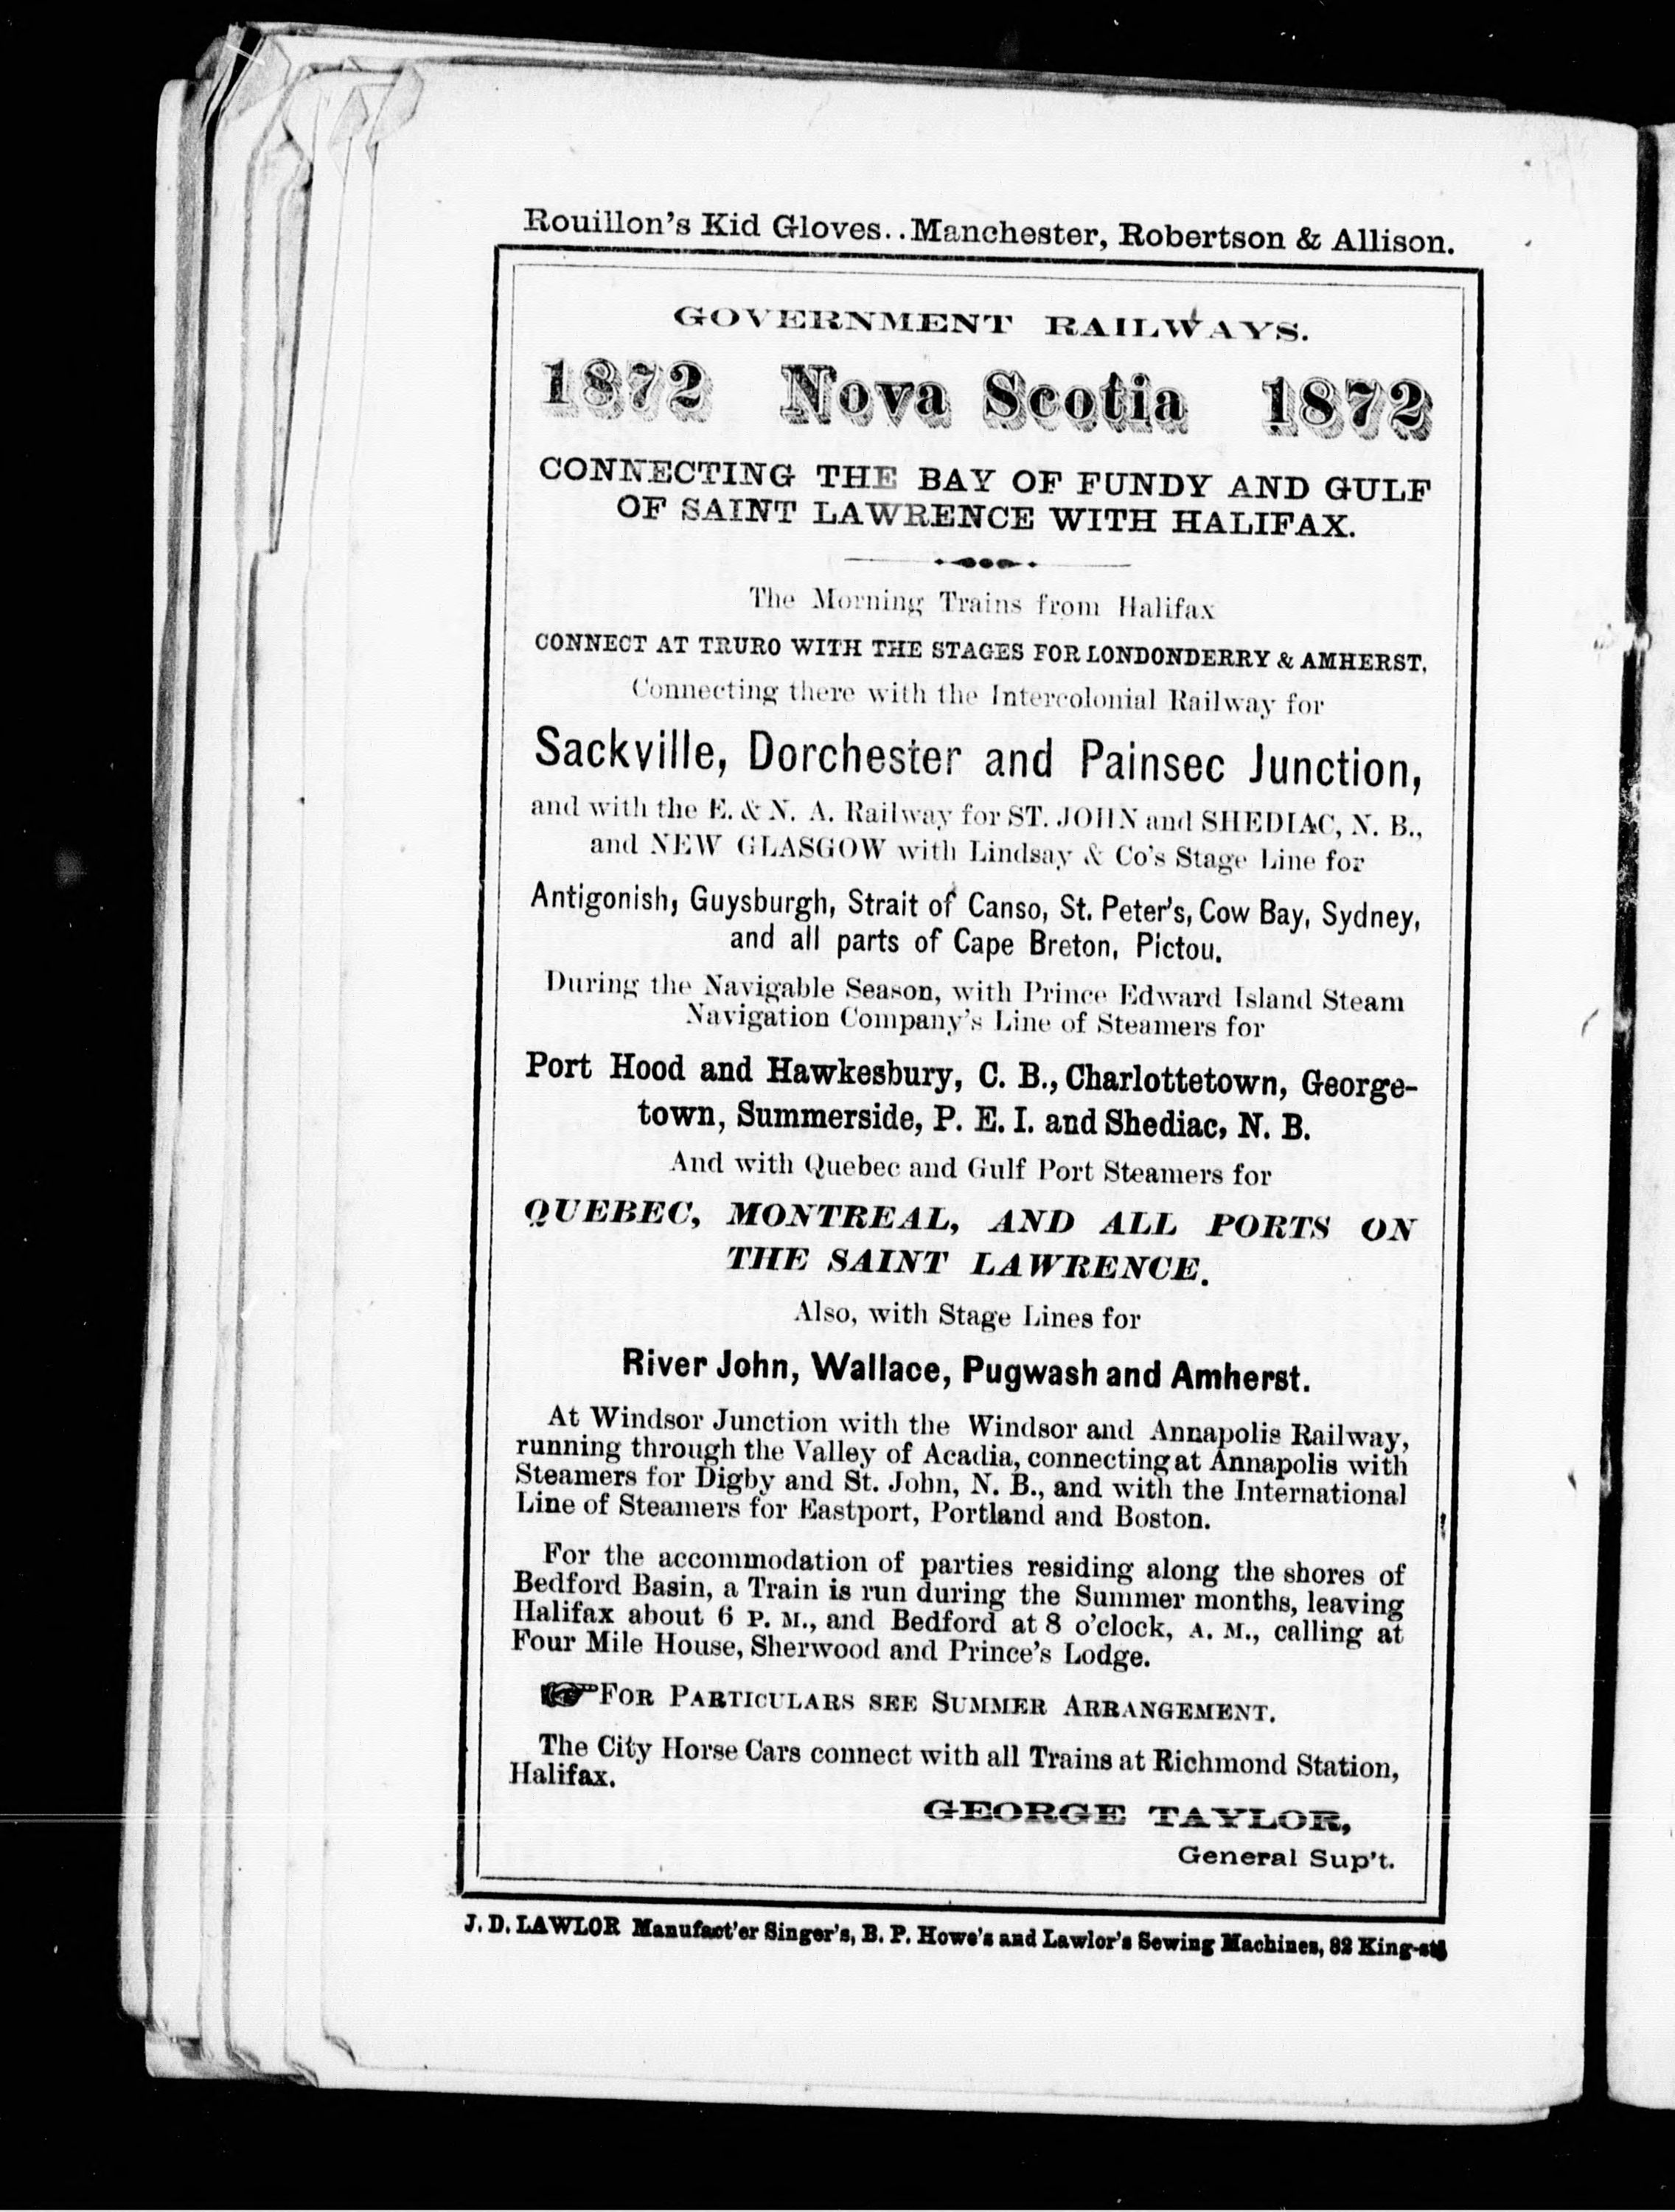 Rouillon's Kid Gloves..Manchester, Robertson & Allison.
GOVERNMENT RAILWAYS.
1872 Nova Scotia 1872
CONNECTING THE BAY OF FUNDY AND GULF
OF SAINT LAWRENCE WITH HALIFAX.
The Morning Trains from Halifax
CONNECT AT TRURO WITH THE STAGES FOR LONDONDERRY & AMHERST,
Connecting there with the Intercolonial Railway for
Sackville, Dorchester and Painsec Junction,
and with the E. & N. A. Railway for ST. JOHN and SHEDIAC, N. B.,
and NEW GLASGOW with Lindsay & Co's Stage Line for
Antigonish, Guysburgh, Strait of Canso, St. Peter's, Cow Bay, Sydney,
and all parts of Cape Breton, Pictou.
During the Navigable Season, with Prince Edward Island Steam
Navigation Company's Line of Steamers for
Port Hood and Hawkesbury, C. B., Charlottetown, George-
town, Summerside, P. E. I. and Shediac, N. B.
And with Quebec and Gulf Port Steamers for
QUEBEC, MONTREAL, AND ALL PORTS ON
THE SAINT LAWRENCE.
Also, with Stage Lines for
River John, Wallace, Pugwash and Amherst.
At Windsor Junction with the Windsor and Annapolis Railway,
running through the Valley of Acadia, connecting at Annapolis with
Steamers for Digby and St. John, N. B., and with the International
Line of Steamers for Eastport, Portland and Boston.
For the accommodation of parties residing along the shores of
Bedford Basin, a Train is run during the Summer months, leaving
Halifax about 6 P. M., and Bedford at 8 o'clock, A. M., calling at
Four Mile House, Sherwood and Prince's Lodge.
☞FOR PARTICULARS SEE SUMMER ARRANGEMENT.
The City Horse Cars connect with all Trains at Richmond Station,
Halifax.
GEORGE TAYLOR,
General Sup't.
J. D. LAWLOR Manufact'er Singer's, B. P. Howe's and Lawlor's Sewing Machines, 82 King-st